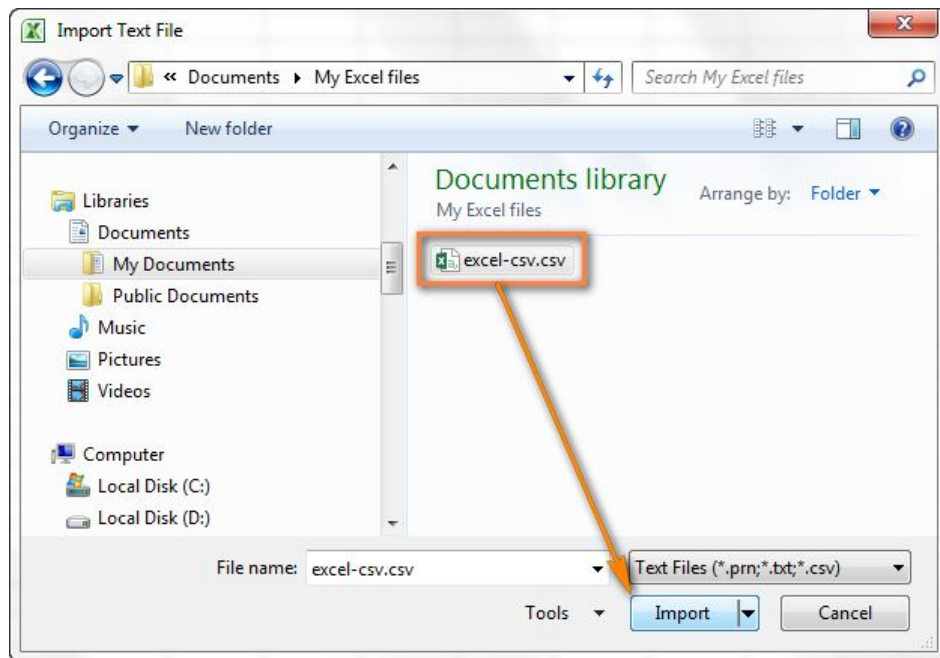 Import Text File
« Documents ▸ My Excel files
Search My Excel files
Organize
New folder
Documents library
My Excel files
Arrange by: Folder
Libraries
Documents
My Documents
Public Documents
Music
Pictures
Videos
Computer
Local Disk (C:)
Local Disk (D:)
excel-csv.csv
File name: excel-csv.csv
Text Files (*.prn;*.txt;*.csv)
Tools
Import
Cancel